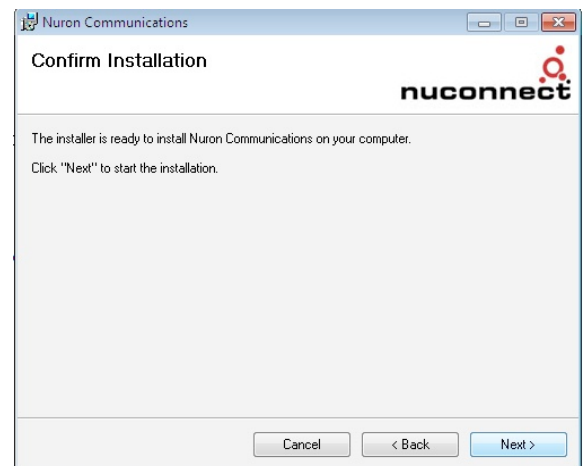 Nuron Communications
Confirm Installation
nuconnect
The installer is ready to install Nuron Communications on your computer.
Click "Next" to start the installation.
Cancel
< Back
Next >